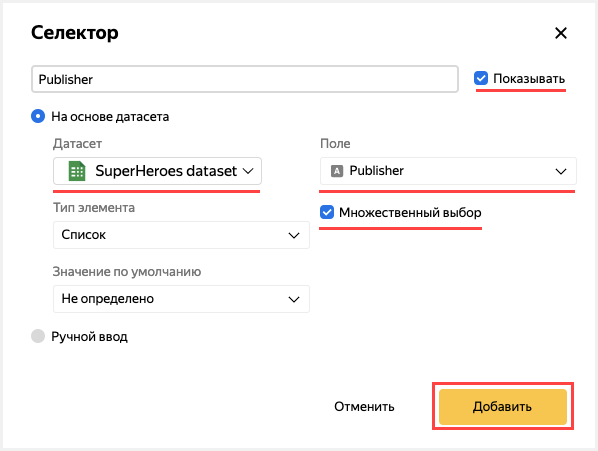 Селектор
Publisher
Показывать
На основе датасета
Датасет
Поле
SuperHeroes dataset
A Publisher
Тип элемента
Множественный выбор
Список
Значение по умолчанию
Не определено
Ручной ввод
Отменить
Добавить